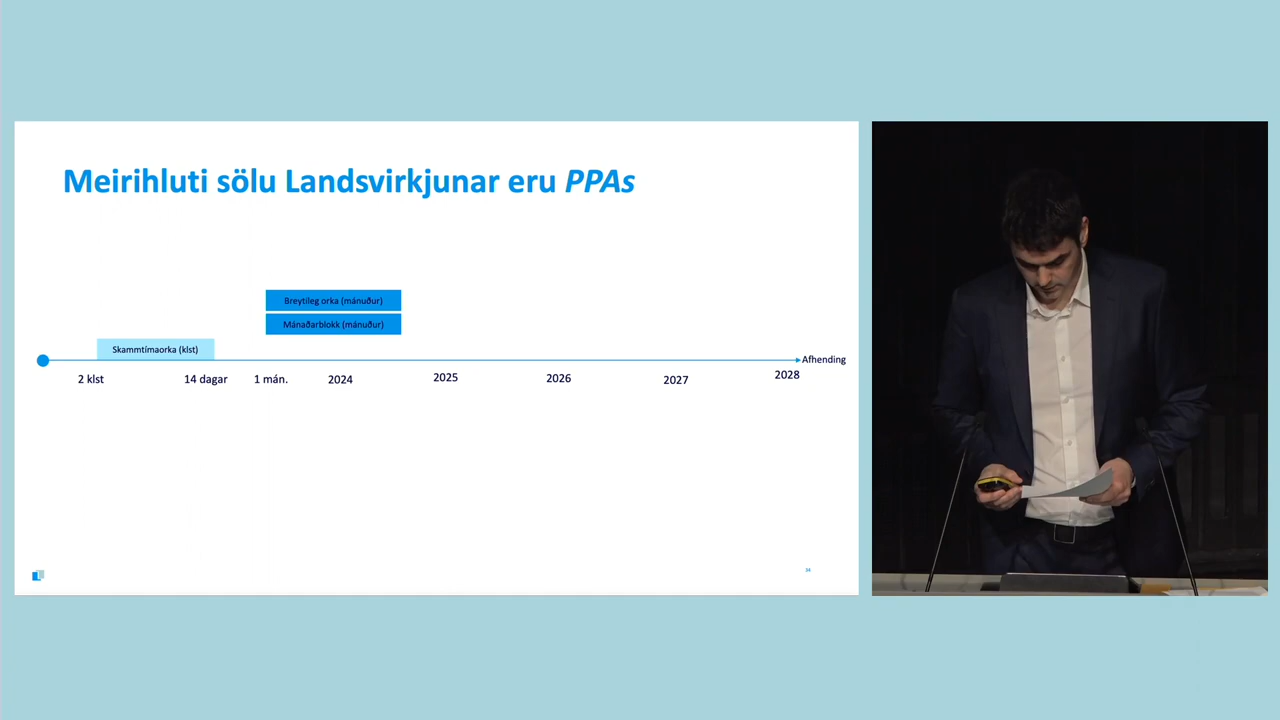 Meirihluti sölu Landsvirkjunar eru PPAs
Breytileg orka (mánuður)
Mánaðarblokk (mánuður)
Skammtímaorka (klst)
Afhending
2 klst
14 dagar
1 mán.
2024
2025
2026
2027
2028